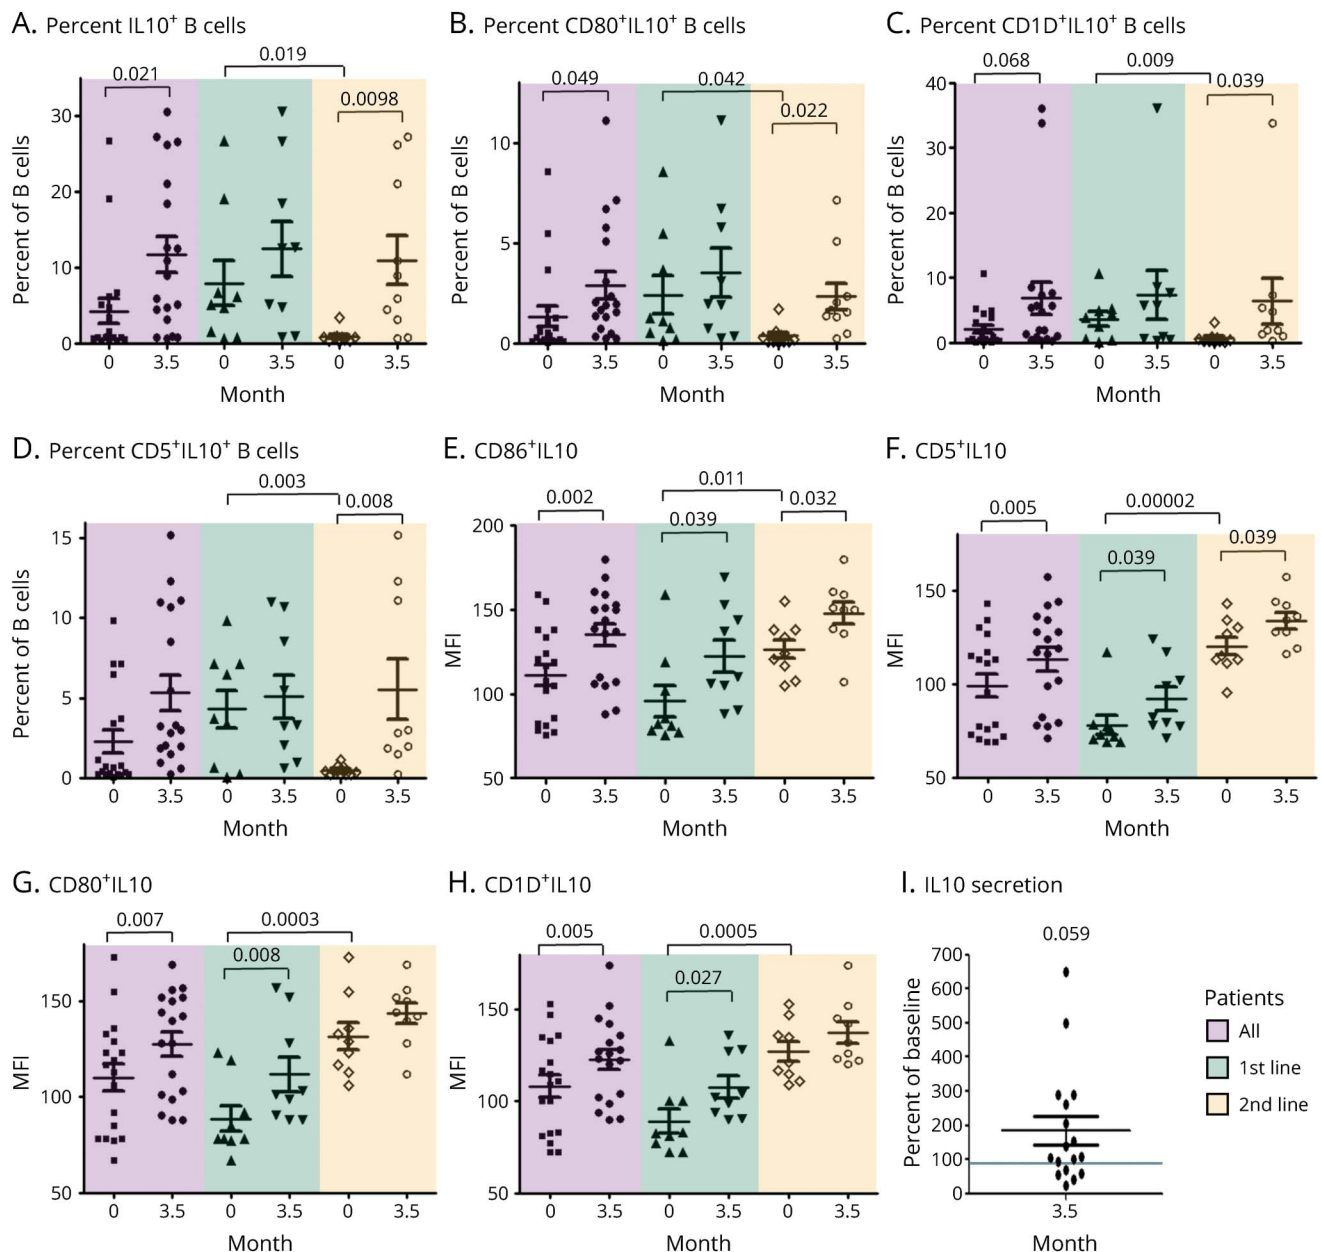 A. Percent IL10⁺ B cells
0.021
0.019
0.0098
Percent of B cells
30
20
10
0
0 3.5 0 3.5 0 3.5
Month
B. Percent CD80⁺IL10⁺ B cells
0.049
0.042
0.022
Percent of B cells
10
5
0
0 3.5 0 3.5 0 3.5
Month
C. Percent CD1D⁺IL10⁺ B cells
0.068
0.009
0.039
Percent of B cells
40
30
20
10
0
0 3.5 0 3.5 0 3.5
Month
D. Percent CD5⁺IL10⁺ B cells
0.003
0.008
Percent of B cells
15
10
5
0
0 3.5 0 3.5 0 3.5
Month
E. CD86⁺IL10
0.002
0.011
0.039
0.032
MFI
200
150
100
50
0 3.5 0 3.5 0 3.5
Month
F. CD5⁺IL10
0.005
0.00002
0.039
0.039
MFI
150
100
50
0 3.5 0 3.5 0 3.5
Month
G. CD80⁺IL10
0.007
0.0003
0.008
MFI
150
100
50
0 3.5 0 3.5 0 3.5
Month
H. CD1D⁺IL10
0.005
0.0005
0.027
MFI
150
100
50
0 3.5 0 3.5 0 3.5
Month
I. IL10 secretion
0.059
Percent of baseline
700
600
500
400
300
200
100
0
3.5
Month
Patients
All
1st line
2nd line